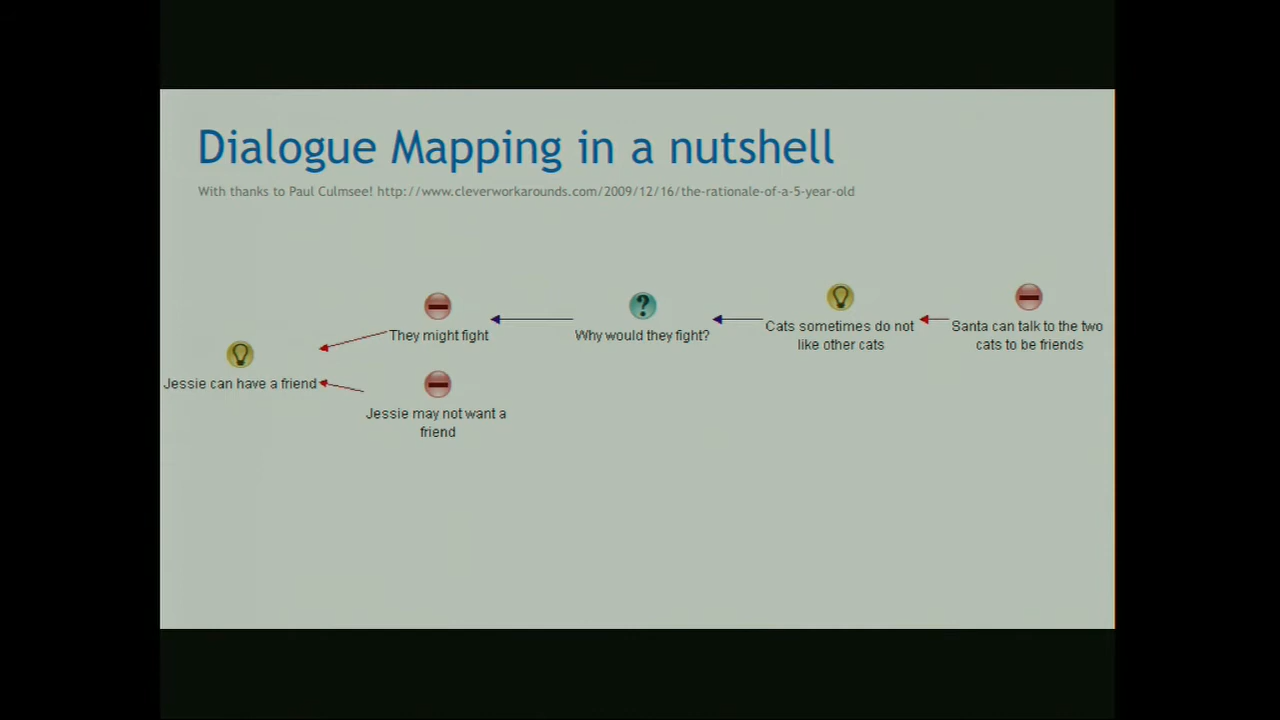 Dialogue Mapping in a nutshell
With thanks to Paul Culmsee! http://www.cleverworkarounds.com/2009/12/16/the-rationale-of-a-5-year-old
They might fight
Why would they fight?
Cats sometimes do not
like other cats
Santa can talk to the two
cats to be friends
Jessie can have a friend
Jessie may not want a
friend